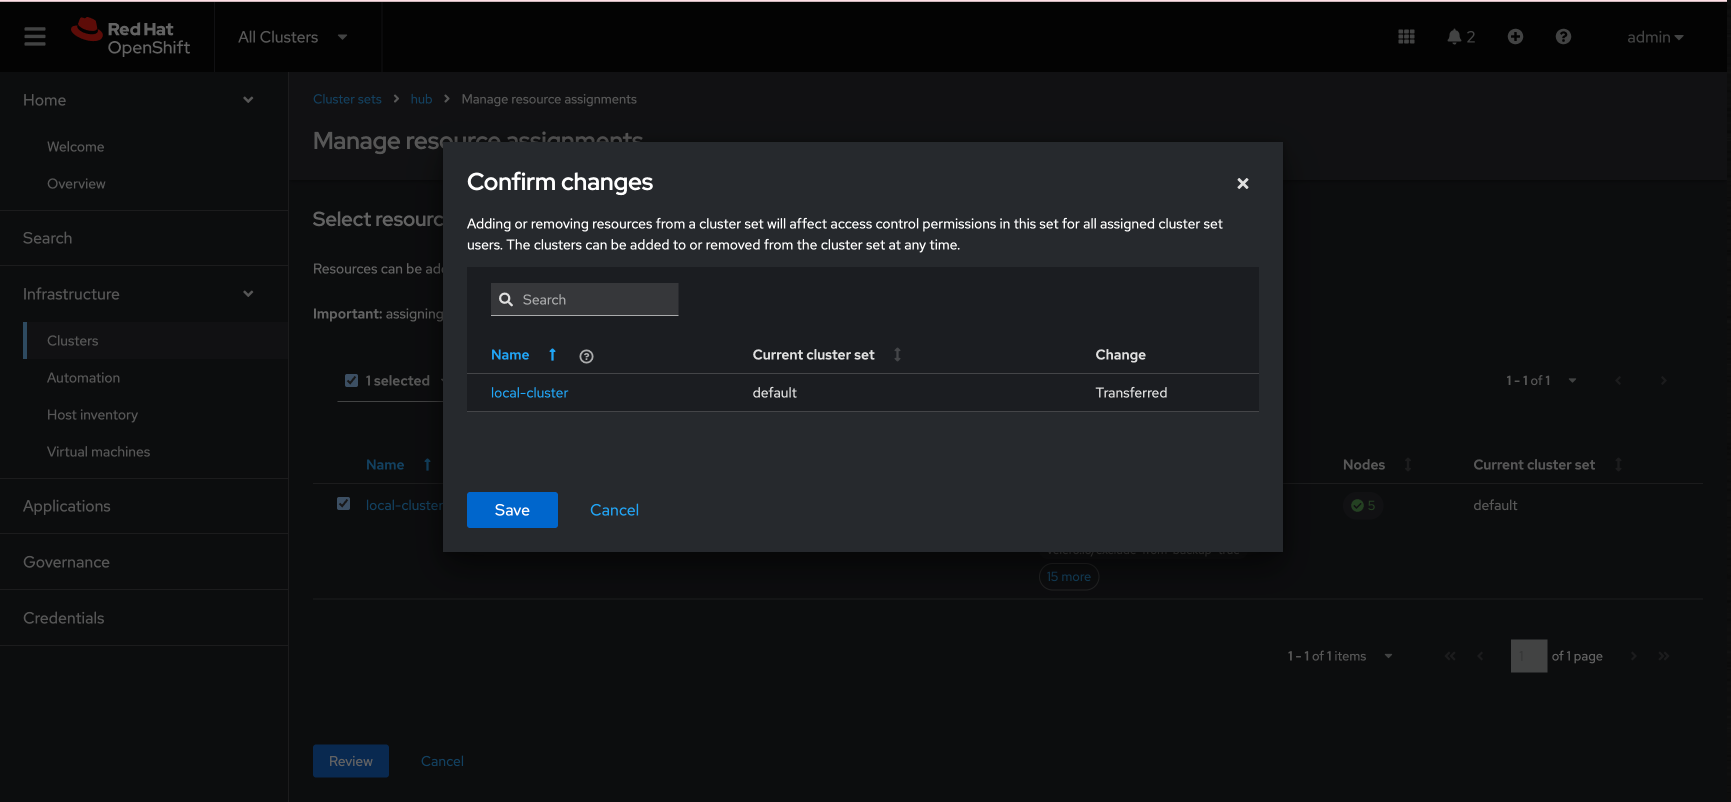 Red Hat
OpenShift
All Clusters
2
admin
Home
Welcome
Overview
Search
Infrastructure
Clusters
Automation
Host inventory
Virtual machines
Applications
Governance
Credentials
Cluster sets > hub > Manage resource assignments
Manage resource assignments
Select resourc
Resources can be ad
Important: assigning
1 selected
1 - 1 of 1
Name
Nodes
Current cluster set
local-cluster
5
default
15 more
1 - 1 of 1 items
1
of 1 page
Review
Cancel
Confirm changes
Adding or removing resources from a cluster set will affect access control permissions in this set for all assigned cluster set
users. The clusters can be added to or removed from the cluster set at any time.
Search
Name
Current cluster set
Change
local-cluster
default
Transferred
Save
Cancel